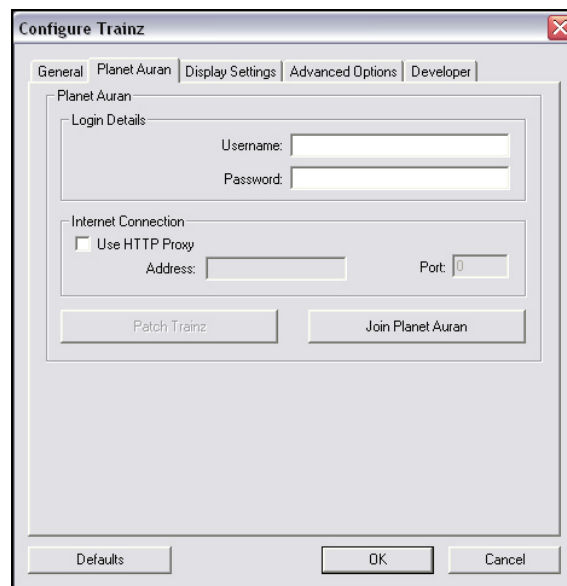 Configure Trainz
General Planet Auran Display Settings Advanced Options Developer
Planet Auran
Login Details
Username:
Password:
Internet Connection
Use HTTP Proxy
Address: Port: 0
Patch Trainz Join Planet Auran
Defaults OK Cancel